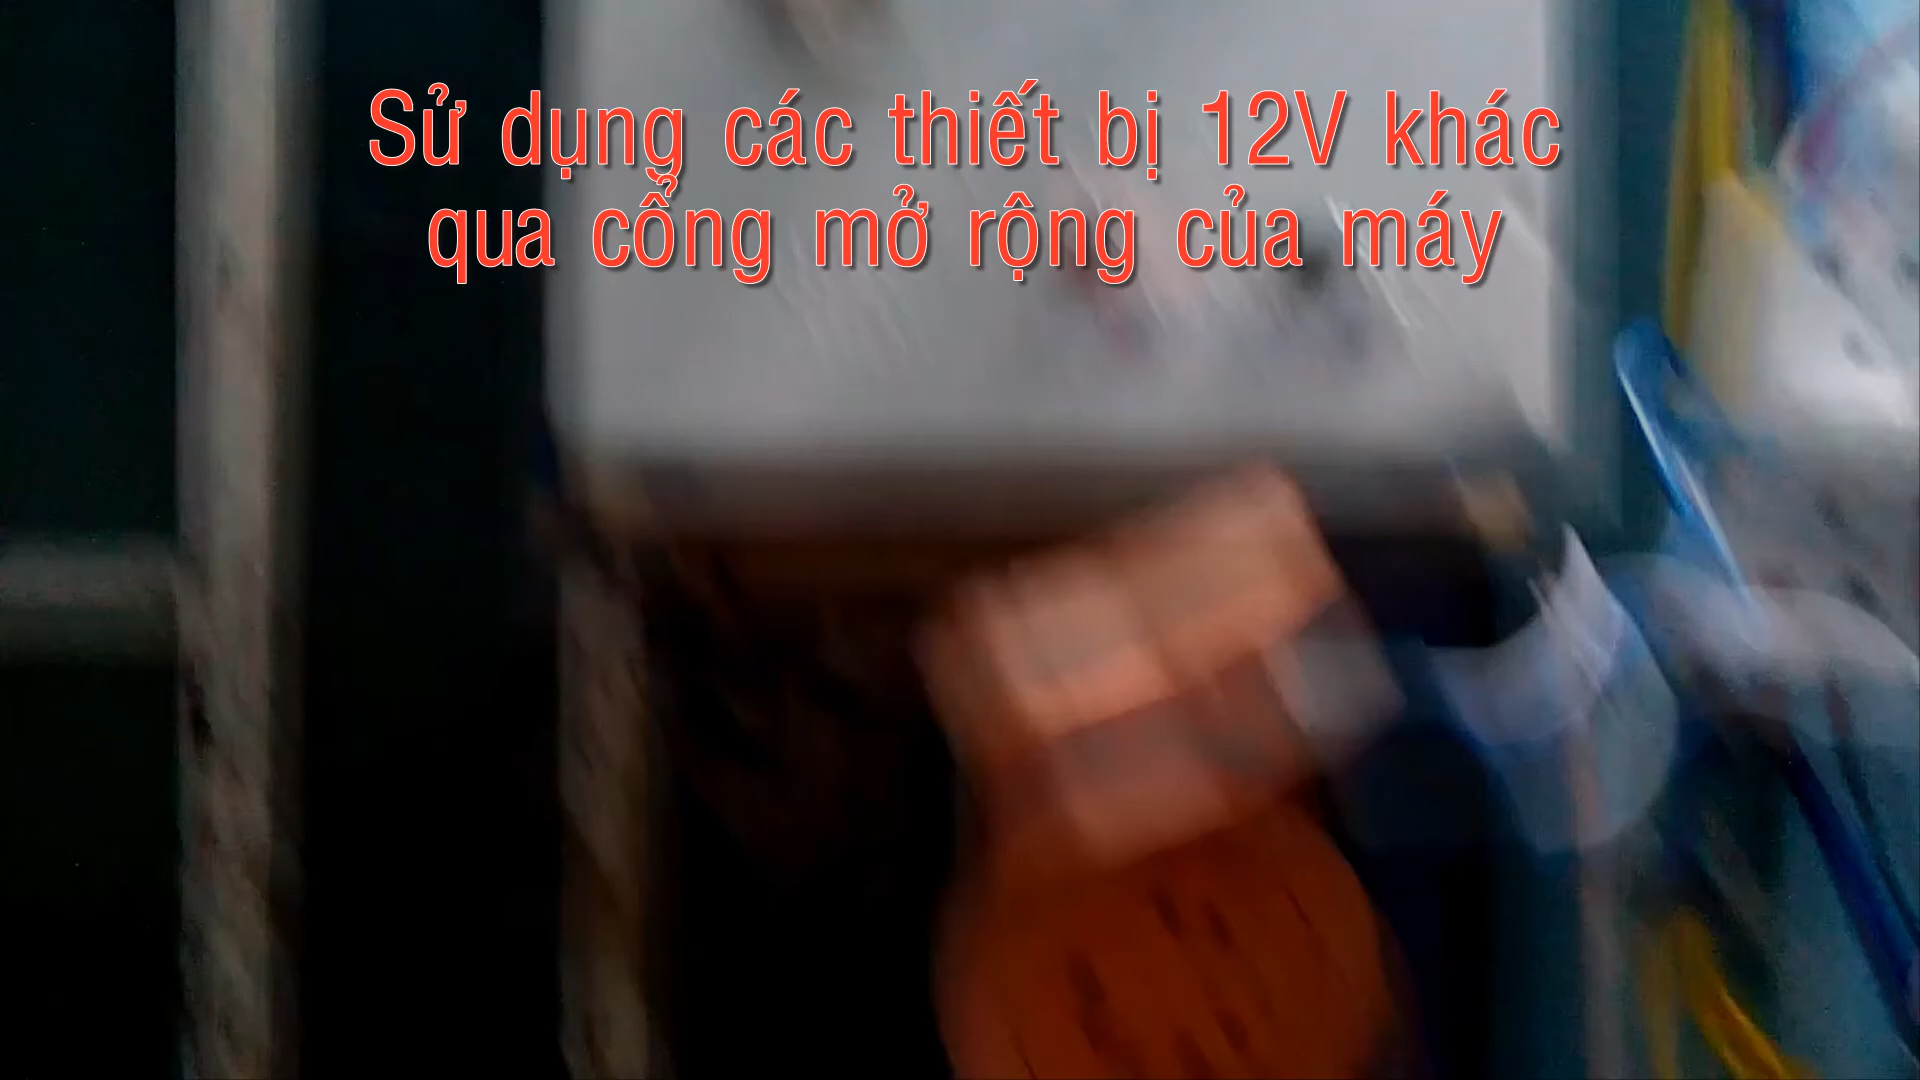 Sử dụng các thiết bị 12V khác
qua cổng mở rộng của máy